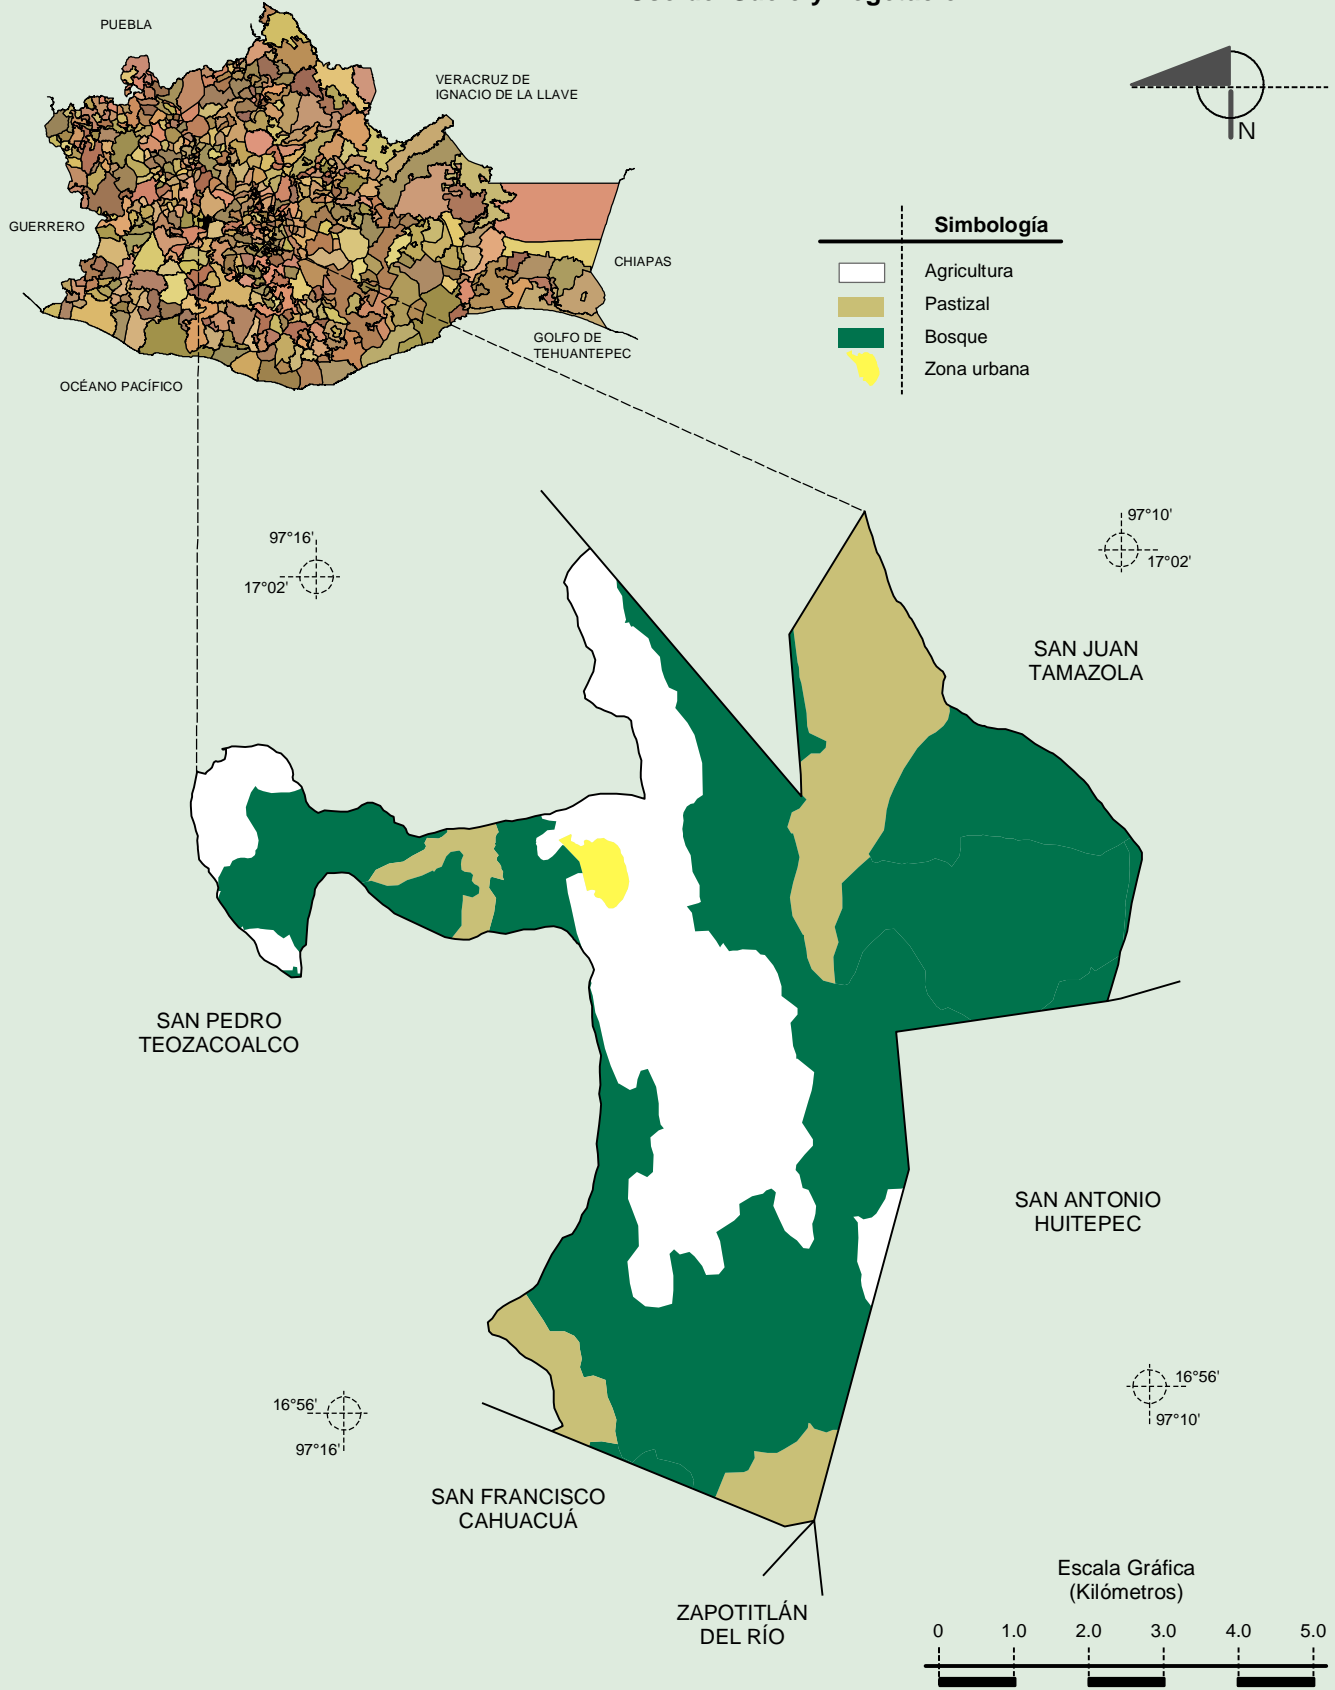 PUEBLA
VERACRUZ DE
IGNACIO DE LA LLAVE
N
GUERRERO
Simbología
CHIAPAS
Agricultura
Pastizal
Bosque
Zona urbana
GOLFO DE
TEHUANTEPEC
OCÉANO PACÍFICO
97°16'
17°02'
97°10'
17°02'
SAN JUAN
TAMAZOLA
SAN PEDRO
TEOZACOALCO
SAN ANTONIO
HUITEPEC
16°56'
97°16'
16°56'
97°10'
SAN FRANCISCO
CAHUACUÁ
ZAPOTITLÁN
DEL RÍO
Escala Gráfica
(Kilómetros)
0 1.0 2.0 3.0 4.0 5.0